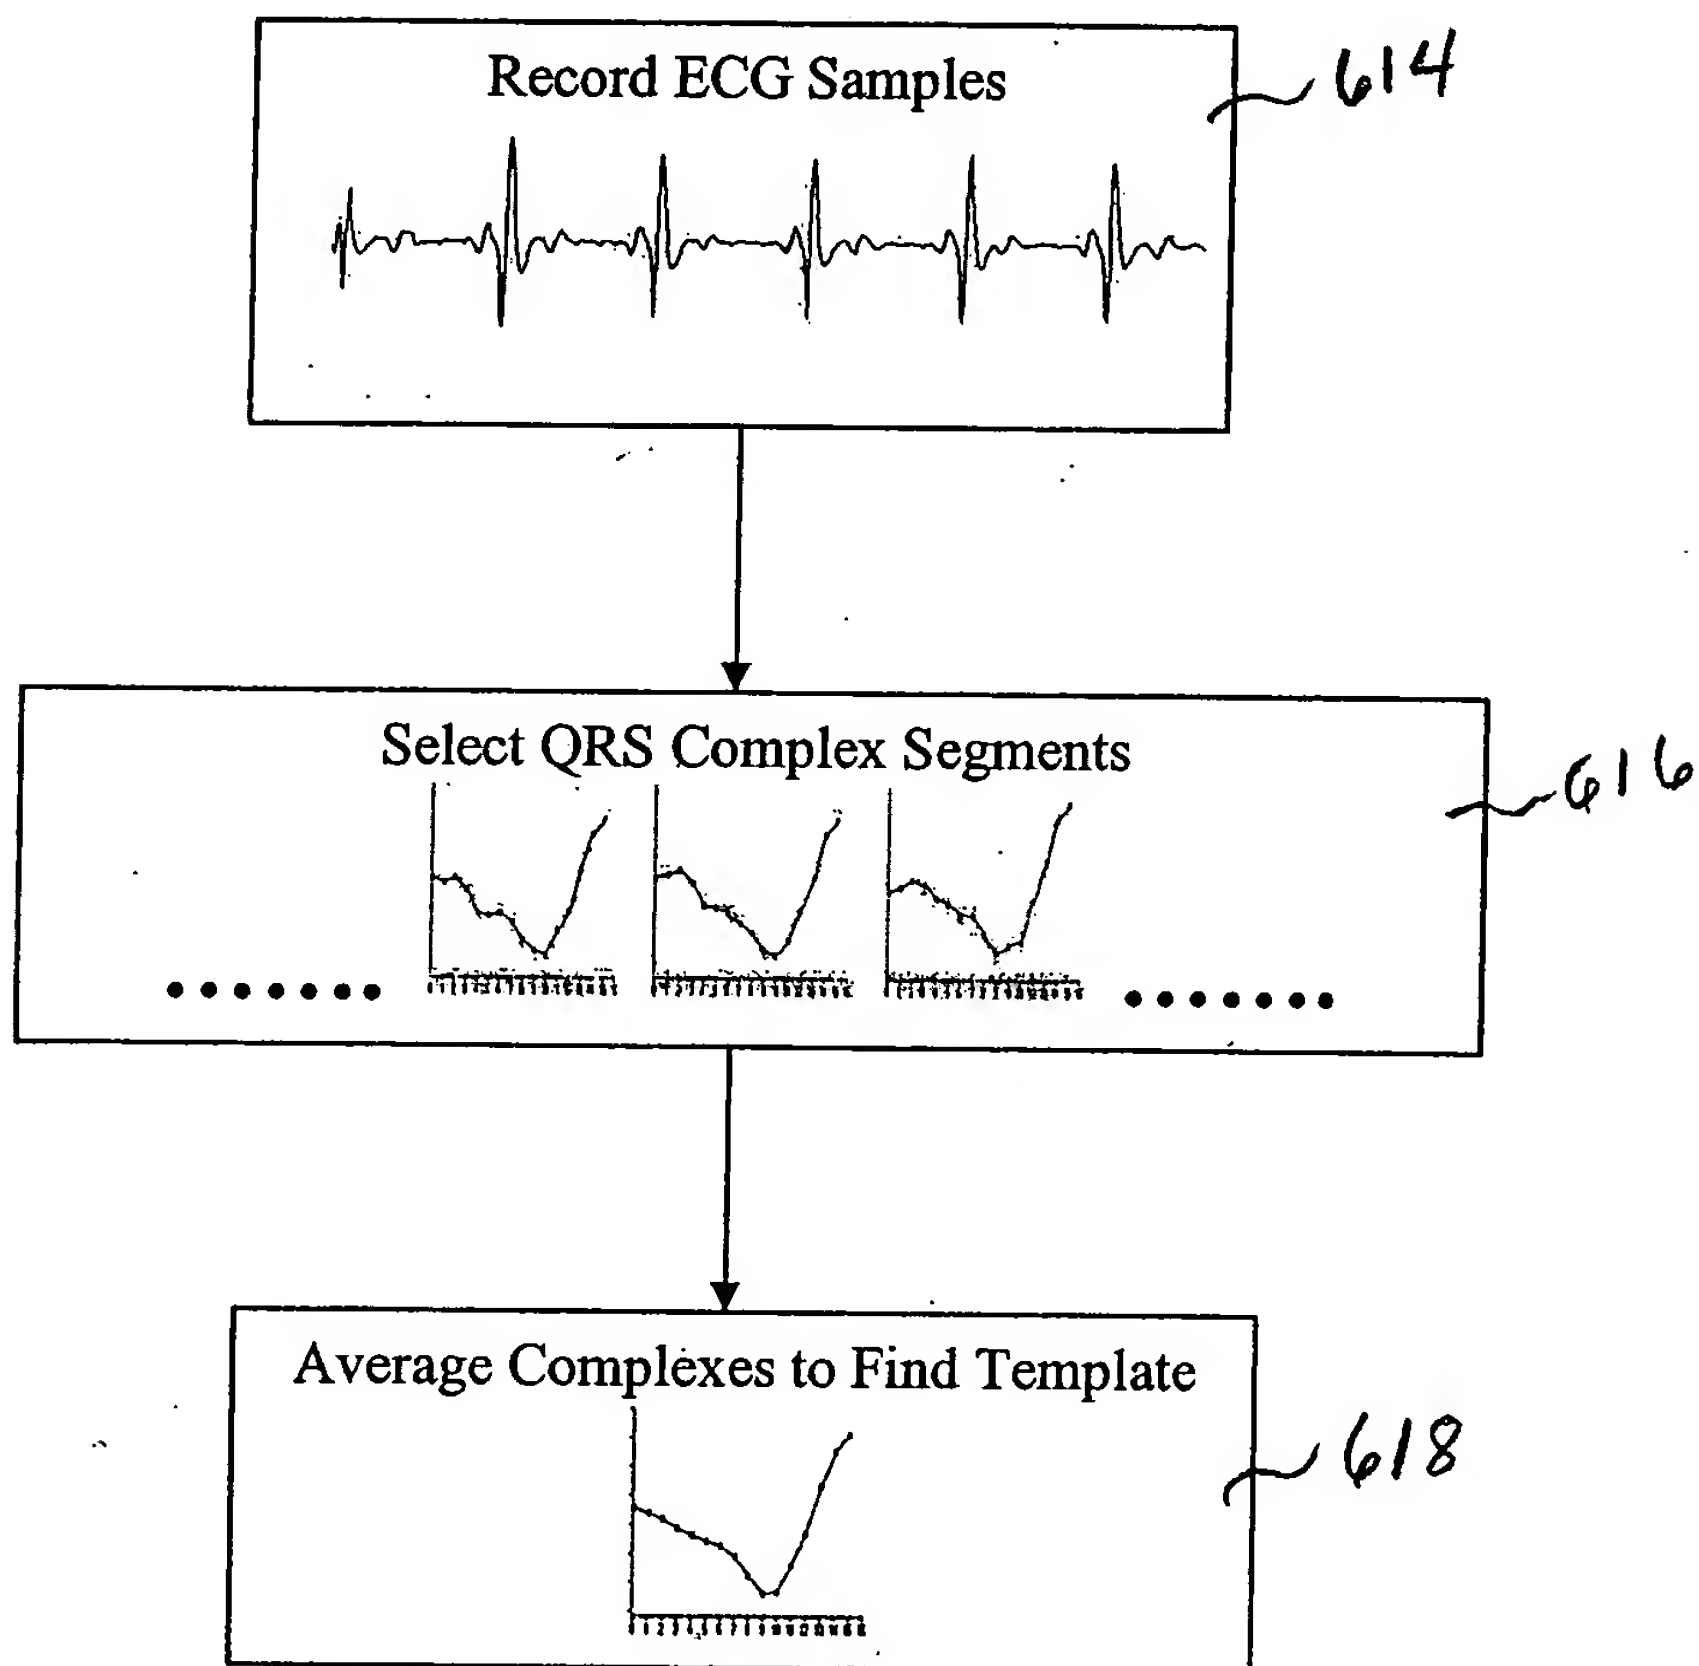 Record ECG Samples
614
Select QRS Complex Segments
616
Average Complexes to Find Template
618